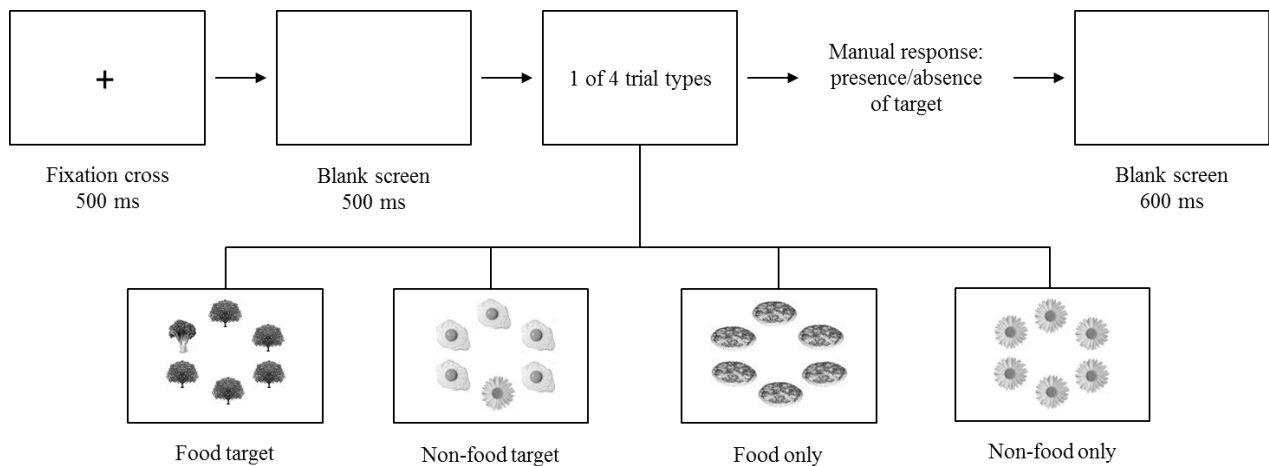 +
1 of 4 trial types
Manual response:
presence/absence
of target
Fixation cross
500 ms
Blank screen
500 ms
Blank screen
600 ms
Food target
Non-food target
Food only
Non-food only